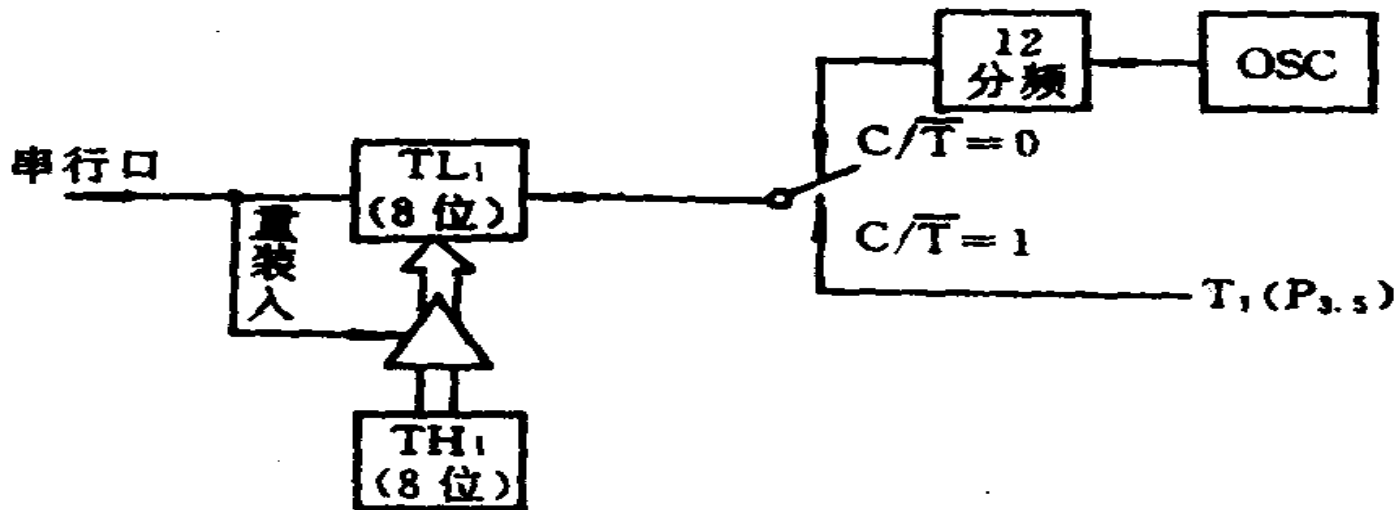 12
分频
OSC
C/T̅=0
串行口
TL₁
(8 位)
重装入
C/T̅=1
T₁(P₃.₅)
TH₁
(8 位)